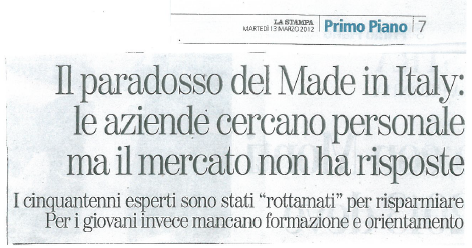 LA STAMPA
MARTEDÌ 13 MARZO 2012
Primo Piano 7
Il paradosso del Made in Italy:
le aziende cercano personale
ma il mercato non ha risposte
I cinquantenni esperti sono stati "rottamati" per risparmiare
Per i giovani invece mancano formazione e orientamento